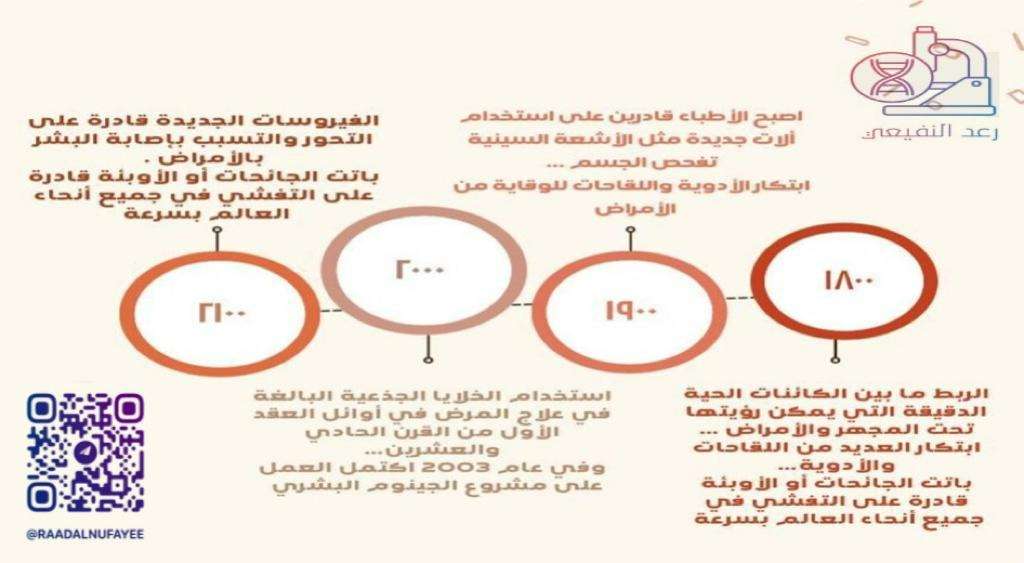 رعد النفيعي
١٨٠٠
الربط ما بين الكائنات الحية
الدقيقة التي يمكن رؤيتها
تحت المجهر والأمراض ...
ابتكار العديد من اللقاحات
والأدوية...
باتت الجائحات أو الأوبئة
قادرة على التفشي في
جميع أنحاء العالم بسرعة
اصبح الأطباء قادرين على استخدام
آلات جديدة مثل الأشعة السينية
تفحص الجسم ...
ابتكار الأدوية واللقاحات للوقاية من
الأمراض
١٩٠٠
٢٠٠٠
استخدام الخلايا الجذعية البالغة
في علاج المرض في أوائل العقد
الأول من القرن الحادي
والعشرين...
وفي عام 2003 اكتمل العمل
على مشروع الجينوم البشري
الفيروسات الجديدة قادرة على
التحور والتسبب بإصابة البشر
بالأمراض .
باتت الجائحات أو الأوبئة قادرة
على التفشي في جميع أنحاء
العالم بسرعة
٢١٠٠
@RAADALNUFAYEE